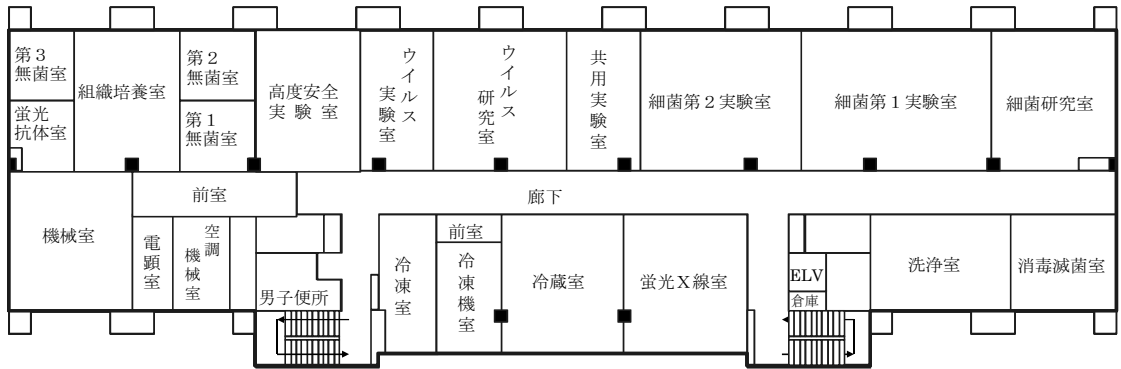 第3
無菌室
組織培養室
第2
無菌室
高度安全
実験室
ウイルス
実験室
ウイルス
研究室
共用実験室
細菌第2実験室
細菌第1実験室
細菌研究室
蛍光
抗体室
第1
無菌室
前室
廊下
機械室
電顕室
空調
機械室
男子便所
冷凍室
前室
冷凍機室
冷蔵室
蛍光X線室
ELV
倉庫
洗浄室
消毒滅菌室